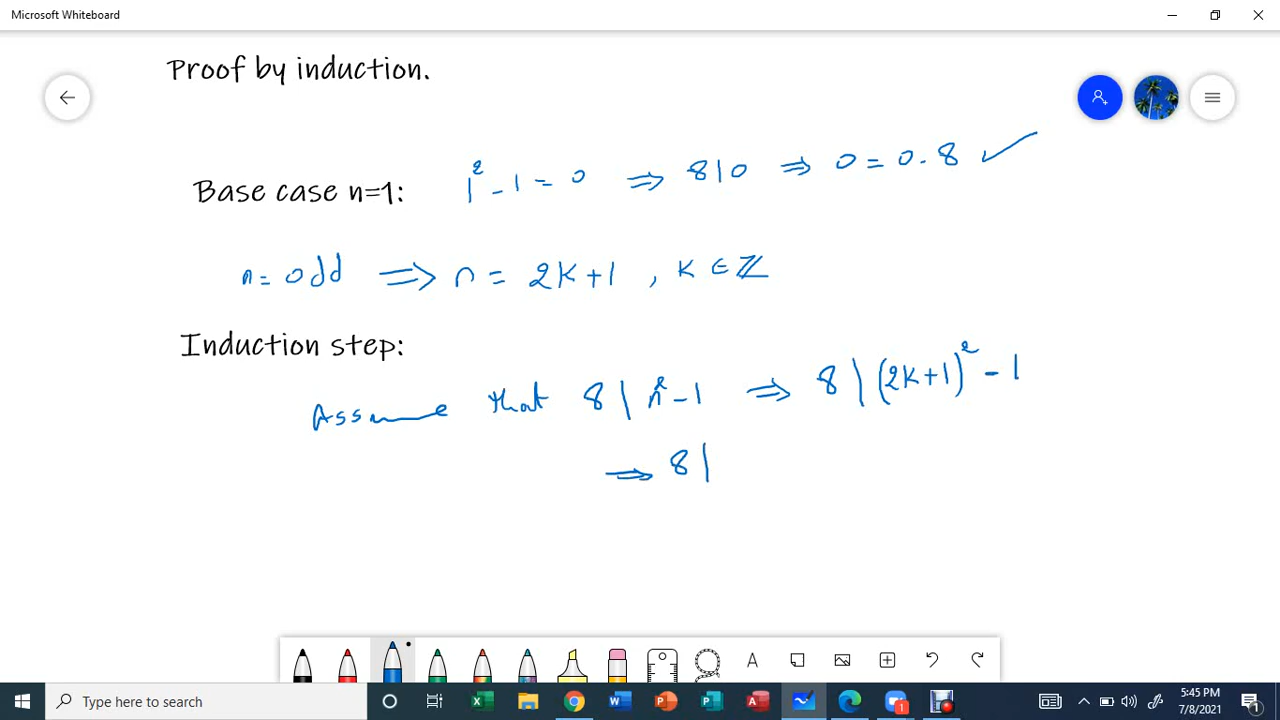 Microsoft Whiteboard
Proof by induction.
Base case n=1: 1² - 1 = 0 ⇒ 8|0 ⇒ 0 = 0.8 ✓
n = odd ⇒ n = 2k+1 , k ∈ ℤ
Induction step:
Assume that 8 | n² - 1 ⇒ 8 | (2k+1)² - 1
⇒ 8 |
A
Type here to search
1
5:45 PM
7/8/2021
1